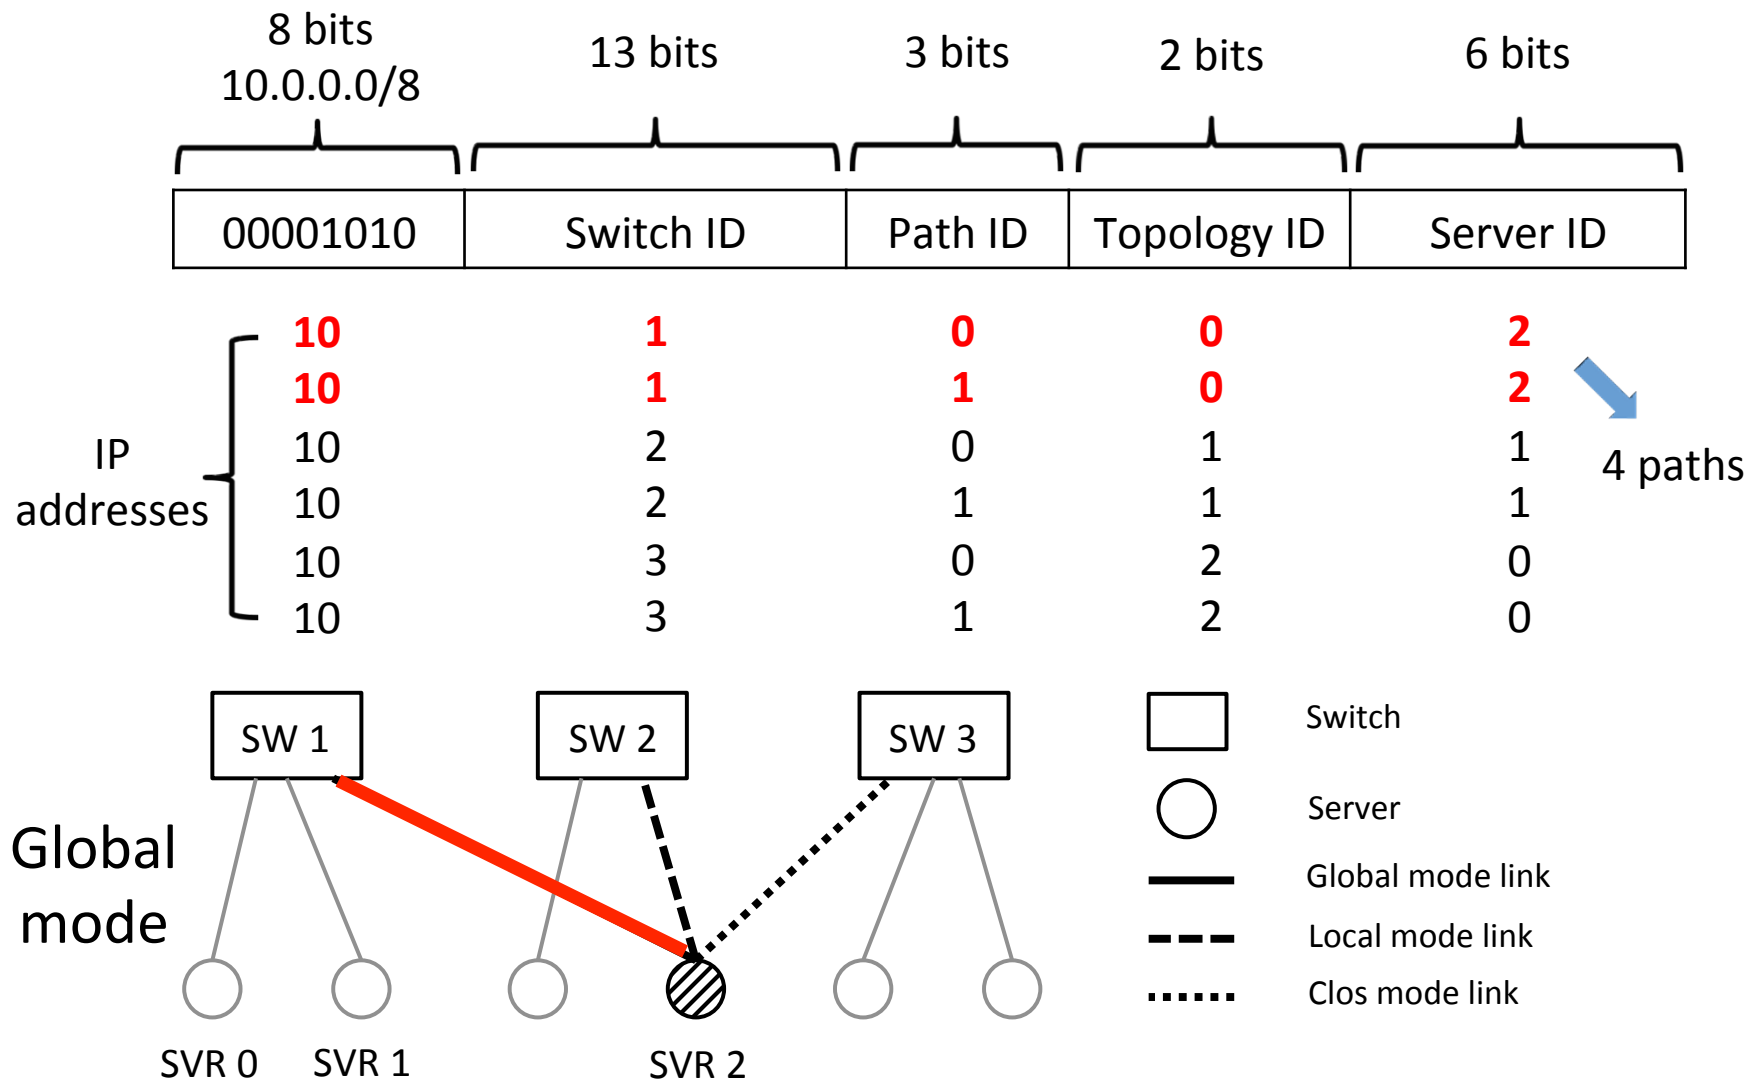 8 bits
10.0.0.0/8
13 bits
3 bits
2 bits
6 bits
00001010 Switch ID Path ID Topology ID Server ID
10 1 0 0 2
10 1 1 0 2
10 2 0 1 1
10 2 1 1 1
10 3 0 2 0
10 3 1 2 0
IP
addresses
4 paths
SW 1 SW 2 SW 3
Global
mode
SVR 0 SVR 1 SVR 2
Switch
Server
Global mode link
Local mode link
Clos mode link